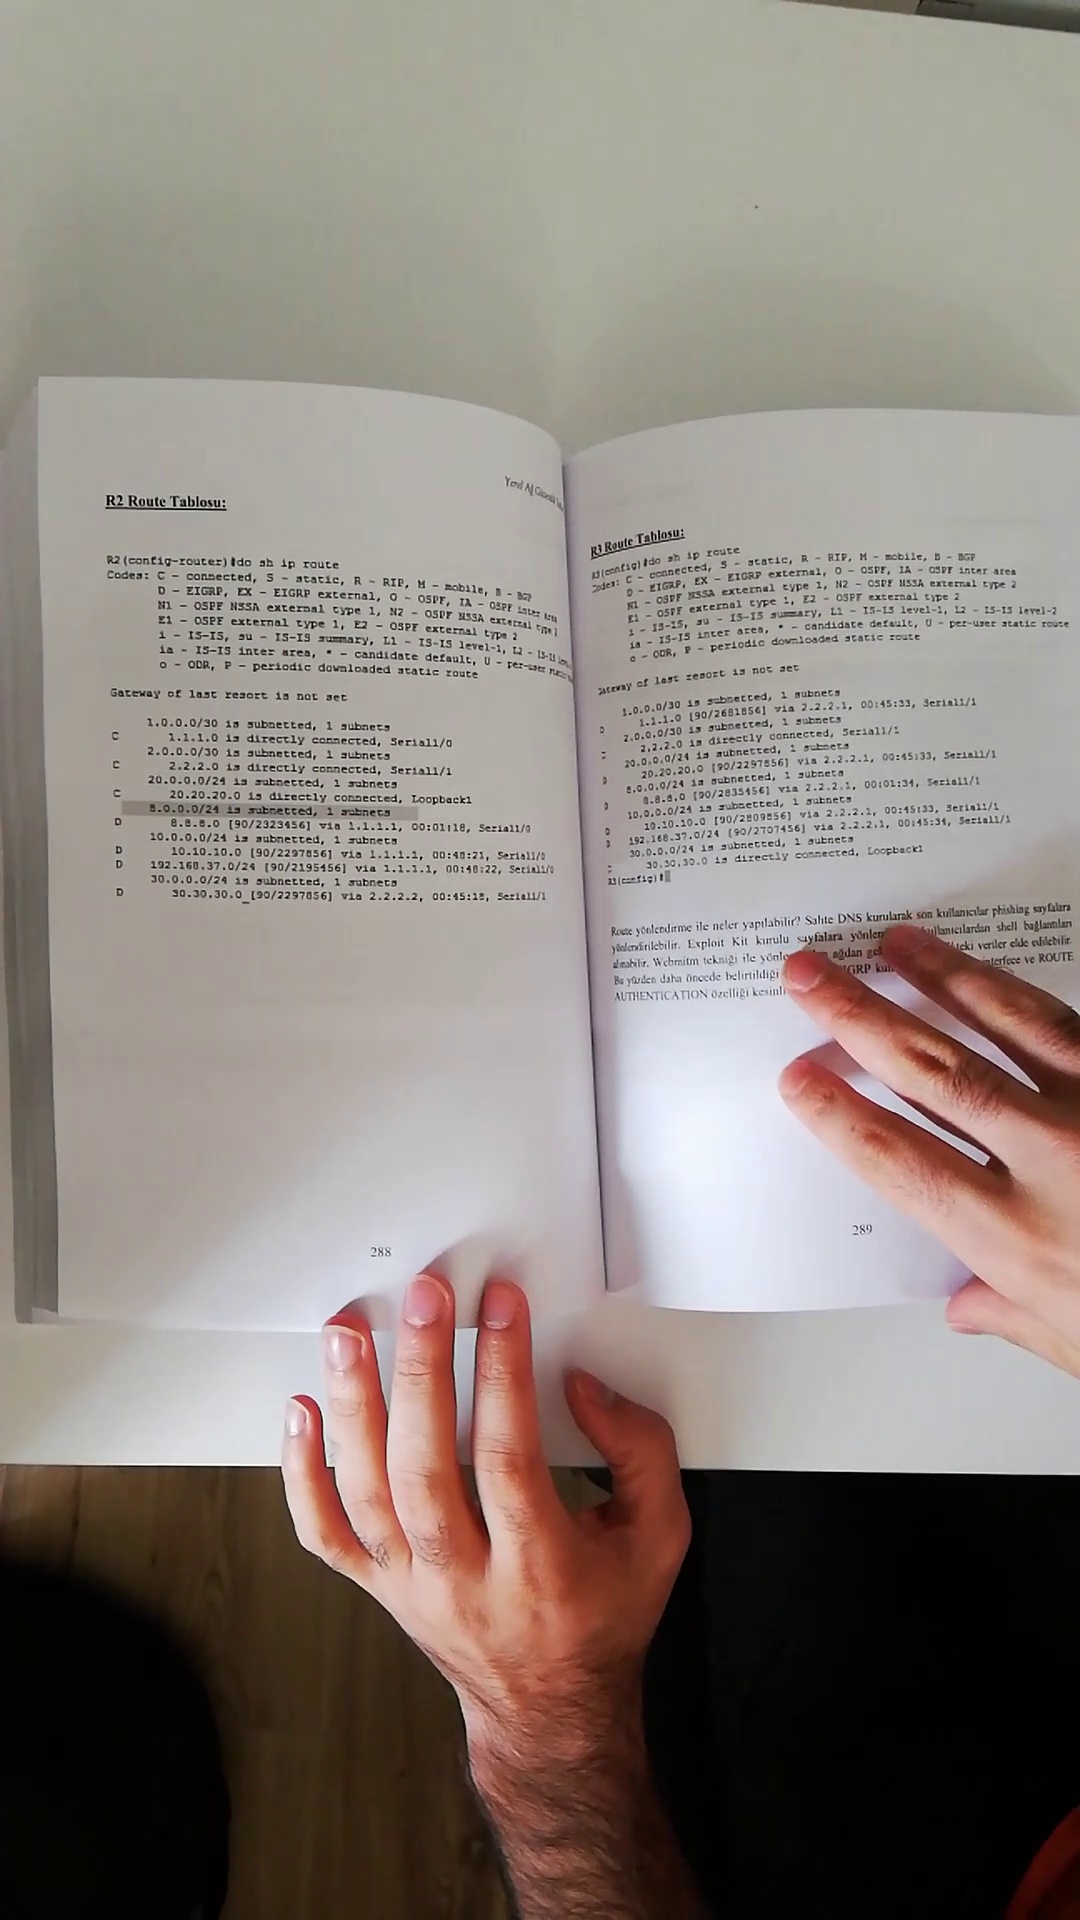 Yerel Ağ
R2 Route Tablosu:
R2(config-router)#do sh ip route
Codes: C - connected, S - static, R - RIP, M - mobile, B - BGP
D - EIGRP, EX - EIGRP external, O - OSPF, IA - OSPF inter area
N1 - OSPF NSSA external type 1, N2 - OSPF NSSA external type 2
E1 - OSPF external type 1, E2 - OSPF external type 2
i - IS-IS, su - IS-IS summary, L1 - IS-IS level-1, L2 - IS-IS
ia - IS-IS inter area, * - candidate default, U - per-user
o - ODR, P - periodic downloaded static route
Gateway of last resort is not set
1.0.0.0/30 is subnetted, 1 subnets
C 1.1.1.0 is directly connected, Serial1/0
2.0.0.0/30 is subnetted, 1 subnets
C 2.2.2.0 is directly connected, Serial1/1
20.0.0.0/24 is subnetted, 1 subnets
C 20.20.20.0 is directly connected, Loopback1
8.0.0.0/24 is subnetted, 1 subnets
D 8.8.8.0 [90/2323456] via 1.1.1.1, 00:01:18, Serial1/0
10.0.0.0/24 is subnetted, 1 subnets
D 10.10.10.0 [90/2297856] via 1.1.1.1, 00:48:21, Serial1/0
D 192.168.37.0/24 [90/2195456] via 1.1.1.1, 00:48:22, Serial1/0
30.0.0.0/24 is subnetted, 1 subnets
D 30.30.30.0 [90/2297856] via 2.2.2.2, 00:45:18, Serial1/1
288
R3 Route Tablosu:
R3(config)#do sh ip route
Codes: C - connected, S - static, R - RIP, M - mobile, B - BGP
D - EIGRP, EX - EIGRP external, O - OSPF, IA - OSPF inter area
N1 - OSPF NSSA external type 1, N2 - OSPF NSSA external type 2
E1 - OSPF external type 1, E2 - OSPF external type 2
i - IS-IS, su - IS-IS summary, L1 - IS-IS level-1, L2 - IS-IS level-2
ia - IS-IS inter area, * - candidate default, U - per-user static route
o - ODR, P - periodic downloaded static route
Gateway of last resort is not set
1.0.0.0/30 is subnetted, 1 subnets
D 1.1.1.0 [90/2681856] via 2.2.2.1, 00:45:33, Serial1/1
2.0.0.0/30 is subnetted, 1 subnets
C 2.2.2.0 is directly connected, Serial1/1
20.0.0.0/24 is subnetted, 1 subnets
D 20.20.20.0 [90/2297856] via 2.2.2.1, 00:45:33, Serial1/1
8.0.0.0/24 is subnetted, 1 subnets
D 8.8.8.0 [90/2835456] via 2.2.2.1, 00:01:34, Serial1/1
10.0.0.0/24 is subnetted, 1 subnets
D 10.10.10.0 [90/2809856] via 2.2.2.1, 00:45:33, Serial1/1
D 192.168.37.0/24 [90/2707456] via 2.2.2.1, 00:45:34, Serial1/1
30.0.0.0/24 is subnetted, 1 subnets
C 30.30.30.0 is directly connected, Loopback1
R3(config)#
Route yönlendirme ile neler yapılabilir? Sahte DNS kurularak son kullanıcılar phishing sayfalara
yönlendirilebilir. Exploit Kit kurulu sayfalara kullanıcılardan shell bağlantıları
alınabilir. Webmitm tekniği ile ağdan veriler elde edilebilir.
Bu yüzden daha öncede belirtildiği interfece ve ROUTE
AUTHENTICATION özelliği
289